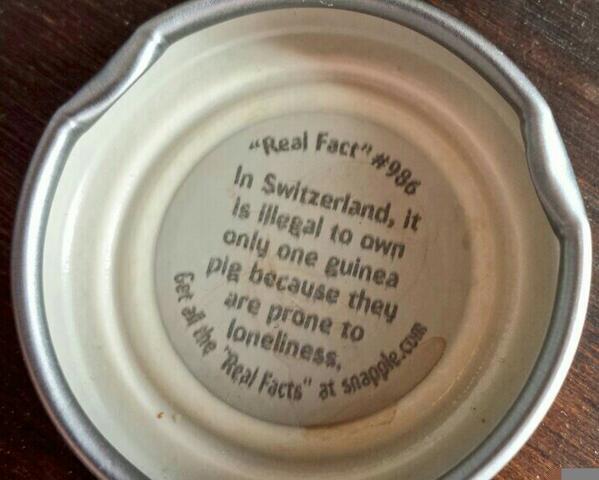 "Real Fact" #986
In Switzerland, it
is illegal to own
only one guinea
pig because they
are prone to
loneliness.
Get all the "Real Facts" at snapple.com